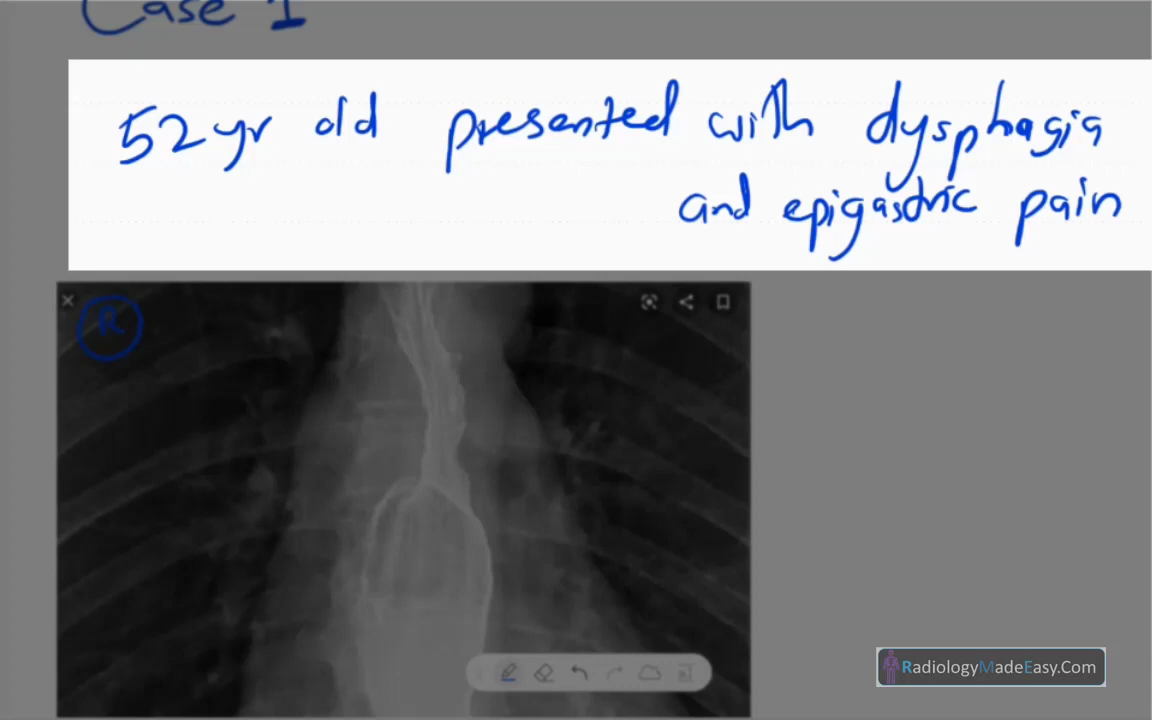 Case 1
52yr old presented with dysphagia
and epigastric pain
R
RadiologyMadeEasy.Com